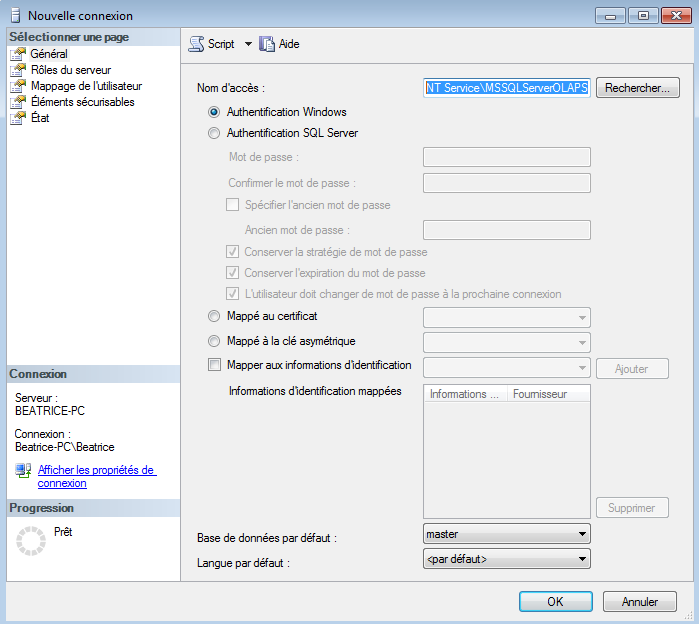 Nouvelle connexion
Sélectionner une page
Général
Rôles du serveur
Mappage de l'utilisateur
Éléments sécurisables
État
Script
Aide
Nom d'accès :
NT Service\MSSQLServerOLAPS
Rechercher...
Authentification Windows
Authentification SQL Server
Mot de passe :
Confirmer le mot de passe :
Spécifier l'ancien mot de passe
Ancien mot de passe :
Conserver la stratégie de mot de passe
Conserver l'expiration du mot de passe
L'utilisateur doit changer de mot de passe à la prochaine connexion
Mappé au certificat
Mappé à la clé asymétrique
Mapper aux informations d'identification
Ajouter
Informations d'identification mappées
Informations ... Fournisseur
Supprimer
Base de données par défaut :
master
Langue par défaut :
<par défaut>
Connexion
Serveur :
BEATRICE-PC
Connexion :
Beatrice-PC\Beatrice
Afficher les propriétés de
connexion
Progression
Prêt
OK
Annuler